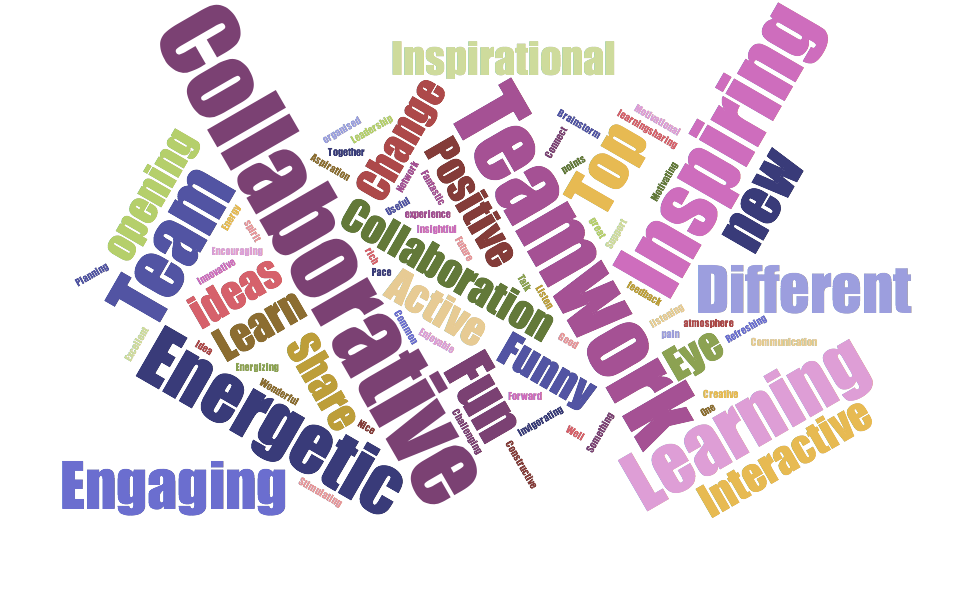 Collaborative
Inspirational
Inspiring
Teamwork
Change
Top
new
Brainstorm
Motivational
learningsharing
Connect
points
Motivating
great
Support
organised
Leadership
Together
Aspiration
Network
Fantastic
Positive
Useful
experience
insightful
Future
opening
Team
Energy
spirit
Planning
Encouraging
Innovative
ideas
Collaboration
rich
Pace
Active
Talk
Listen
feedback
Different
listening
atmosphere
pain
Refreshing
Communication
Eye
Learn
Idea
Common
Enjoyable
Good
Funny
Energizing
Share
Wonderful
Energetic
Nice
Fun
Forward
Invigorating
Challenging
Well
Something
Constructive
Creative
One
Learning
Interactive
Engaging
Stimulating